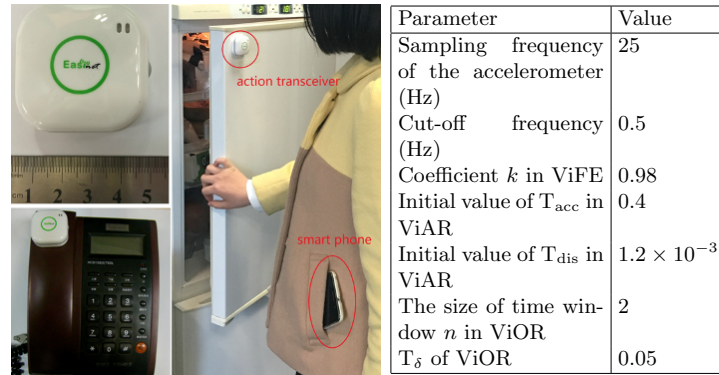 Easinet
cm 1 2 3 4 5
action transceiver
smart phone
Parameter Value
Sampling frequency 25
of the accelerometer
(Hz)
Cut-off frequency 0.5
(Hz)
Coefficient k in ViFE 0.98
Initial value of Tacc in 0.4
ViAR
Initial value of Tdis in 1.2 × 10⁻³
ViAR
The size of time win- 2
dow n in ViOR
Tδ of ViOR 0.05